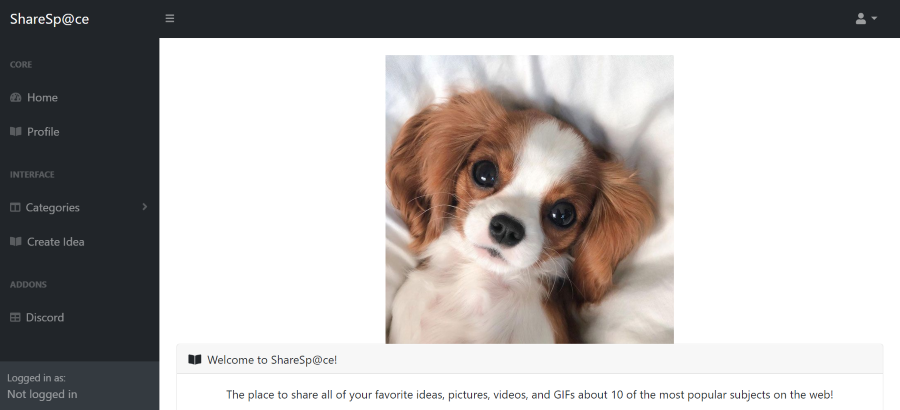 ShareSp@ce
CORE
Home
Profile
INTERFACE
Categories
Create Idea
ADDONS
Discord
Logged in as:
Not logged in
Welcome to ShareSp@ce!
The place to share all of your favorite ideas, pictures, videos, and GIFs about 10 of the most popular subjects on the web!